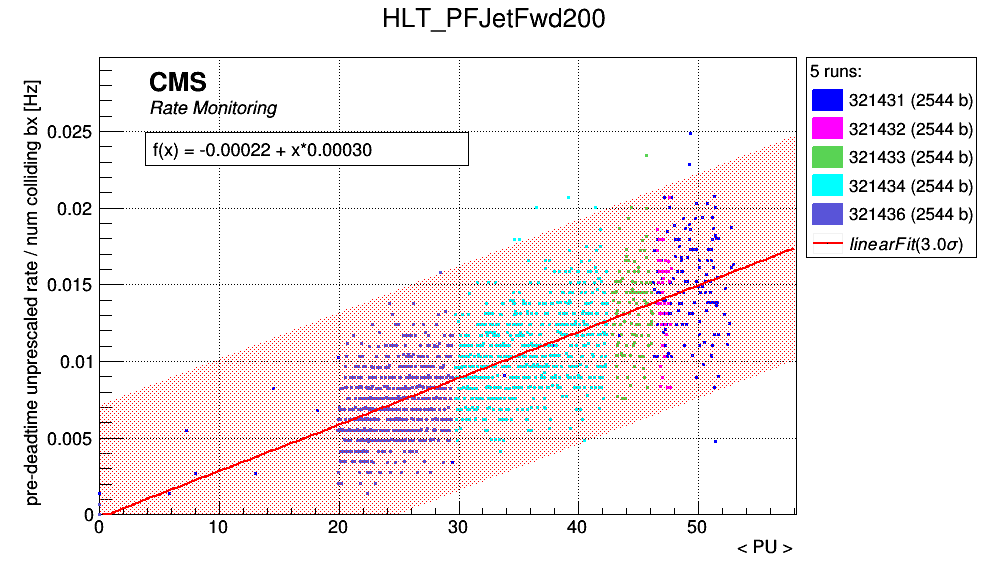 HLT_PFJetFwd200
CMS
Rate Monitoring
f(x) = -0.00022 + x*0.00030
pre-deadtime unprescaled rate / num colliding bx [Hz]
0.025
0.02
0.015
0.01
0.005
0
0 10 20 30 40 50
< PU >
5 runs:
321431 (2544 b)
321432 (2544 b)
321433 (2544 b)
321434 (2544 b)
321436 (2544 b)
linearFit(3.0σ)